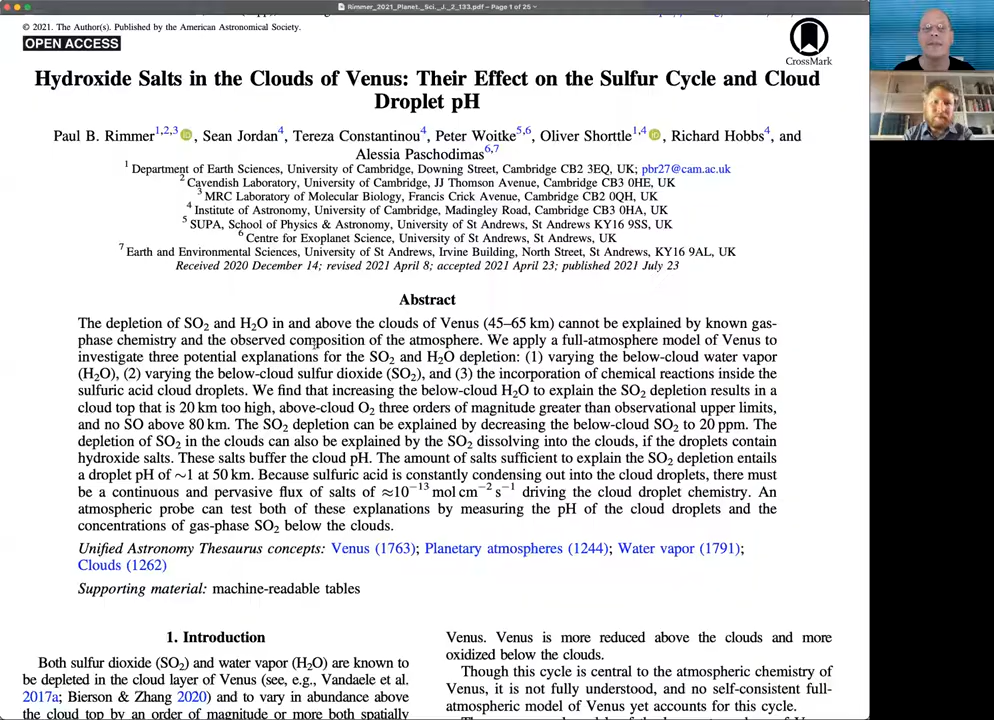 Rimmer_2021_Planet._Sci._J._2_133.pdf – Page 1 of 25
© 2021. The Author(s). Published by the American Astronomical Society.
OPEN ACCESS
CrossMark
Hydroxide Salts in the Clouds of Venus: Their Effect on the Sulfur Cycle and Cloud
Droplet pH
Paul B. Rimmer1,2,3, Sean Jordan4, Tereza Constantinou4, Peter Woitke5,6, Oliver Shorttle1,4, Richard Hobbs4, and
Alessia Paschodimas6,7
1 Department of Earth Sciences, University of Cambridge, Downing Street, Cambridge CB2 3EQ, UK; pbr27@cam.ac.uk
2 Cavendish Laboratory, University of Cambridge, JJ Thomson Avenue, Cambridge CB3 0HE, UK
3 MRC Laboratory of Molecular Biology, Francis Crick Avenue, Cambridge CB2 0QH, UK
4 Institute of Astronomy, University of Cambridge, Madingley Road, Cambridge CB3 0HA, UK
5 SUPA, School of Physics & Astronomy, University of St Andrews, St Andrews KY16 9SS, UK
6 Centre for Exoplanet Science, University of St Andrews, St Andrews, UK
7 Earth and Environmental Sciences, University of St Andrews, Irvine Building, North Street, St Andrews, KY16 9AL, UK
Received 2020 December 14; revised 2021 April 8; accepted 2021 April 23; published 2021 July 23
Abstract
The depletion of SO2 and H2O in and above the clouds of Venus (45–65 km) cannot be explained by known gas-
phase chemistry and the observed composition of the atmosphere. We apply a full-atmosphere model of Venus to
investigate three potential explanations for the SO2 and H2O depletion: (1) varying the below-cloud water vapor
(H2O), (2) varying the below-cloud sulfur dioxide (SO2), and (3) the incorporation of chemical reactions inside the
sulfuric acid cloud droplets. We find that increasing the below-cloud H2O to explain the SO2 depletion results in a
cloud top that is 20 km too high, above-cloud O2 three orders of magnitude greater than observational upper limits,
and no SO above 80 km. The SO2 depletion can be explained by decreasing the below-cloud SO2 to 20 ppm. The
depletion of SO2 in the clouds can also be explained by the SO2 dissolving into the clouds, if the droplets contain
hydroxide salts. These salts buffer the cloud pH. The amount of salts sufficient to explain the SO2 depletion entails
a droplet pH of ~1 at 50 km. Because sulfuric acid is constantly condensing out into the cloud droplets, there must
be a continuous and pervasive flux of salts of ≈10−13 mol cm−2 s−1 driving the cloud droplet chemistry. An
atmospheric probe can test both of these explanations by measuring the pH of the cloud droplets and the
concentrations of gas-phase SO2 below the clouds.
Unified Astronomy Thesaurus concepts: Venus (1763); Planetary atmospheres (1244); Water vapor (1791);
Clouds (1262)
Supporting material: machine-readable tables
1. Introduction
Both sulfur dioxide (SO2) and water vapor (H2O) are known to
be depleted in the cloud layer of Venus (see, e.g., Vandaele et al.
2017a; Bierson & Zhang 2020) and to vary in abundance above
the cloud top by an order of magnitude or more both spatially
Venus. Venus is more reduced above the clouds and more
oxidized below the clouds.
Though this cycle is central to the atmospheric chemistry of
Venus, it is not fully understood, and no self-consistent full-
atmospheric model of Venus yet accounts for this cycle.